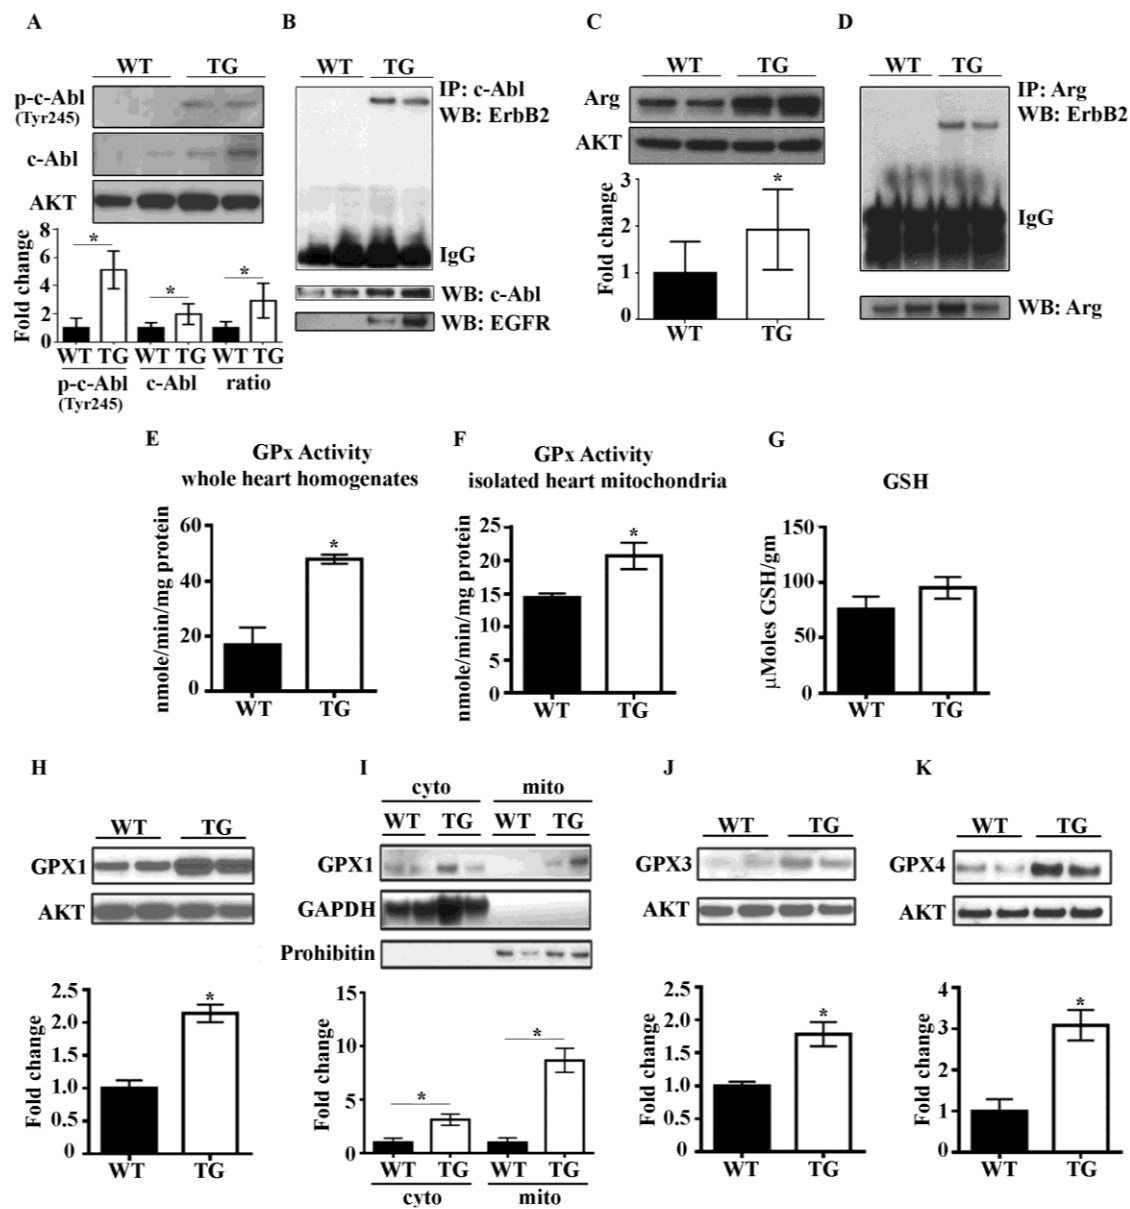 A
WT TG
p-c-Abl
(Tyr245)
c-Abl
AKT
Fold change
8
6
4
2
0
* * *
WT TG WT TG WT TG
p-c-Abl c-Abl ratio
(Tyr245)
B
WT TG
IP: c-Abl
WB: ErbB2
IgG
WB: c-Abl
WB: EGFR
C
WT TG
Arg
AKT
Fold change
3
2
1
0
*
WT TG
D
WT TG
IP: Arg
WB: ErbB2
IgG
WB: Arg
E
GPx Activity
whole heart homogenates
nmole/min/mg protein
60
40
20
0
*
WT TG
F
GPx Activity
isolated heart mitochondria
nmole/min/mg protein
25
20
15
10
5
0
*
WT TG
G
GSH
µMoles GSH/gm
150
100
50
0
WT TG
H
WT TG
GPX1
AKT
Fold change
2.5
2.0
1.5
1.0
0.5
0
*
WT TG
I
cyto mito
WT TG WT TG
GPX1
GAPDH
Prohibitin
Fold change
15
10
5
0
* *
WT TG WT TG
cyto mito
J
WT TG
GPX3
AKT
Fold change
2.5
2.0
1.5
1.0
0.5
0
*
WT TG
K
WT TG
GPX4
AKT
Fold change
4
3
2
1
0
*
WT TG